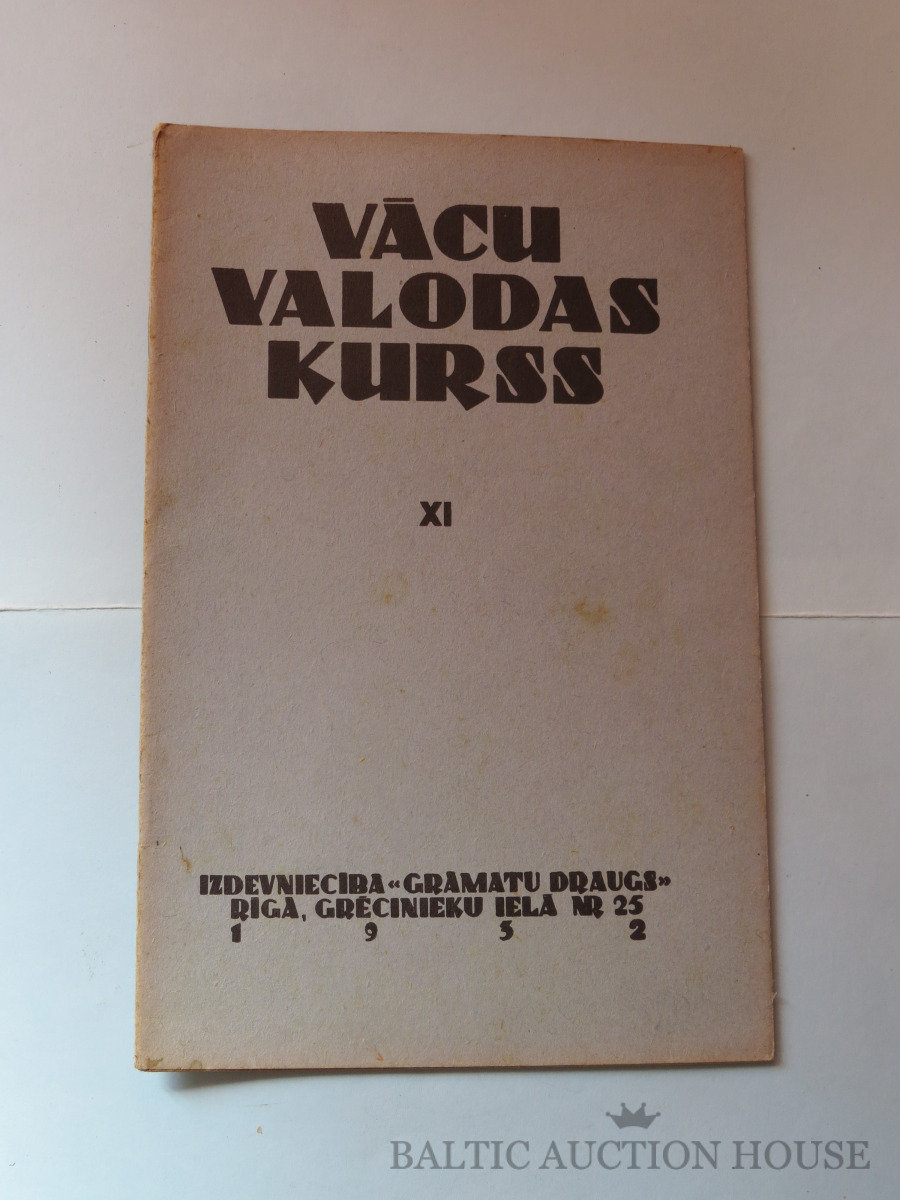 VĀCU
VALODAS
KURSS
XI
IZDEVNIECĪBA «GRĀMATU DRAUGS»
RĪGĀ, GRĒCINIEKU IELĀ NR 25
1 9 3 2
BALTIC AUCTION HOUSE